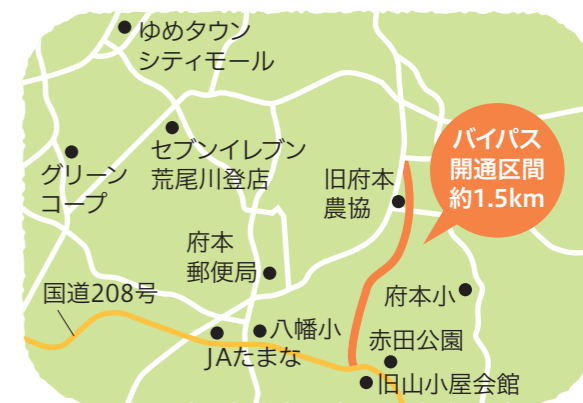 ゆめタウン
シティモール
セブンイレブン
荒尾川登店
グリーン
コープ
旧府本
農協
バイパス
開通区間
約1.5km
府本
郵便局
国道208号
府本小
八幡小
赤田公園
JAたまな
旧山小屋会館